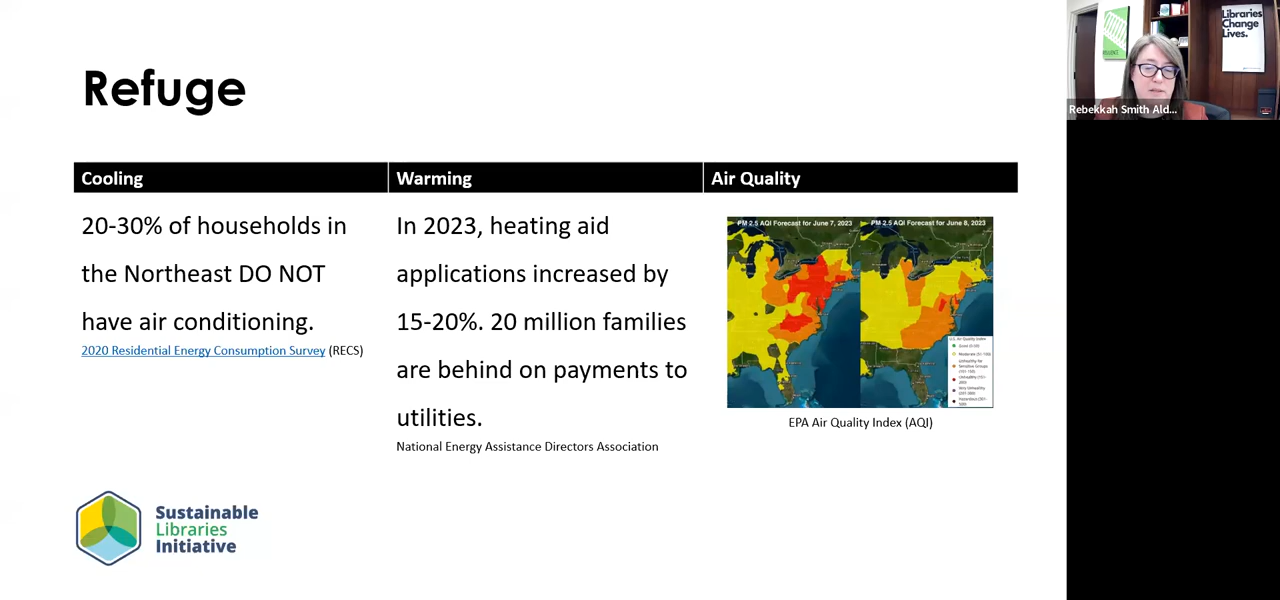 Refuge
Cooling
Warming
Air Quality
20-30% of households in
the Northeast DO NOT
have air conditioning.
2020 Residential Energy Consumption Survey (RECS)
In 2023, heating aid
applications increased by
15-20%. 20 million families
are behind on payments to
utilities.
National Energy Assistance Directors Association
PM 2.5 AQI Forecast for June 7, 2023
PM 2.5 AQI Forecast for June 8, 2023
U.S. Air Quality Index
EPA Air Quality Index (AQI)
Sustainable
Libraries
Initiative
Libraries
Change
Lives.
Rebekkah Smith Ald...